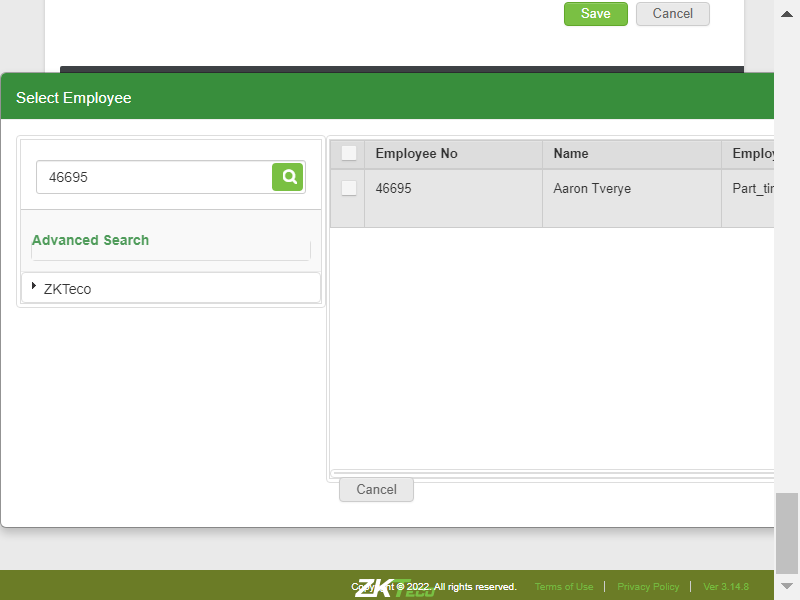 Save Cancel
Select Employee
46695
Employee No Name Employ
46695 Aaron Tverye Part_tin
Advanced Search
ZKTeco
Cancel
ZKTeco
Copyright © 2022. All rights reserved. Terms of Use Privacy Policy Ver 3.14.8